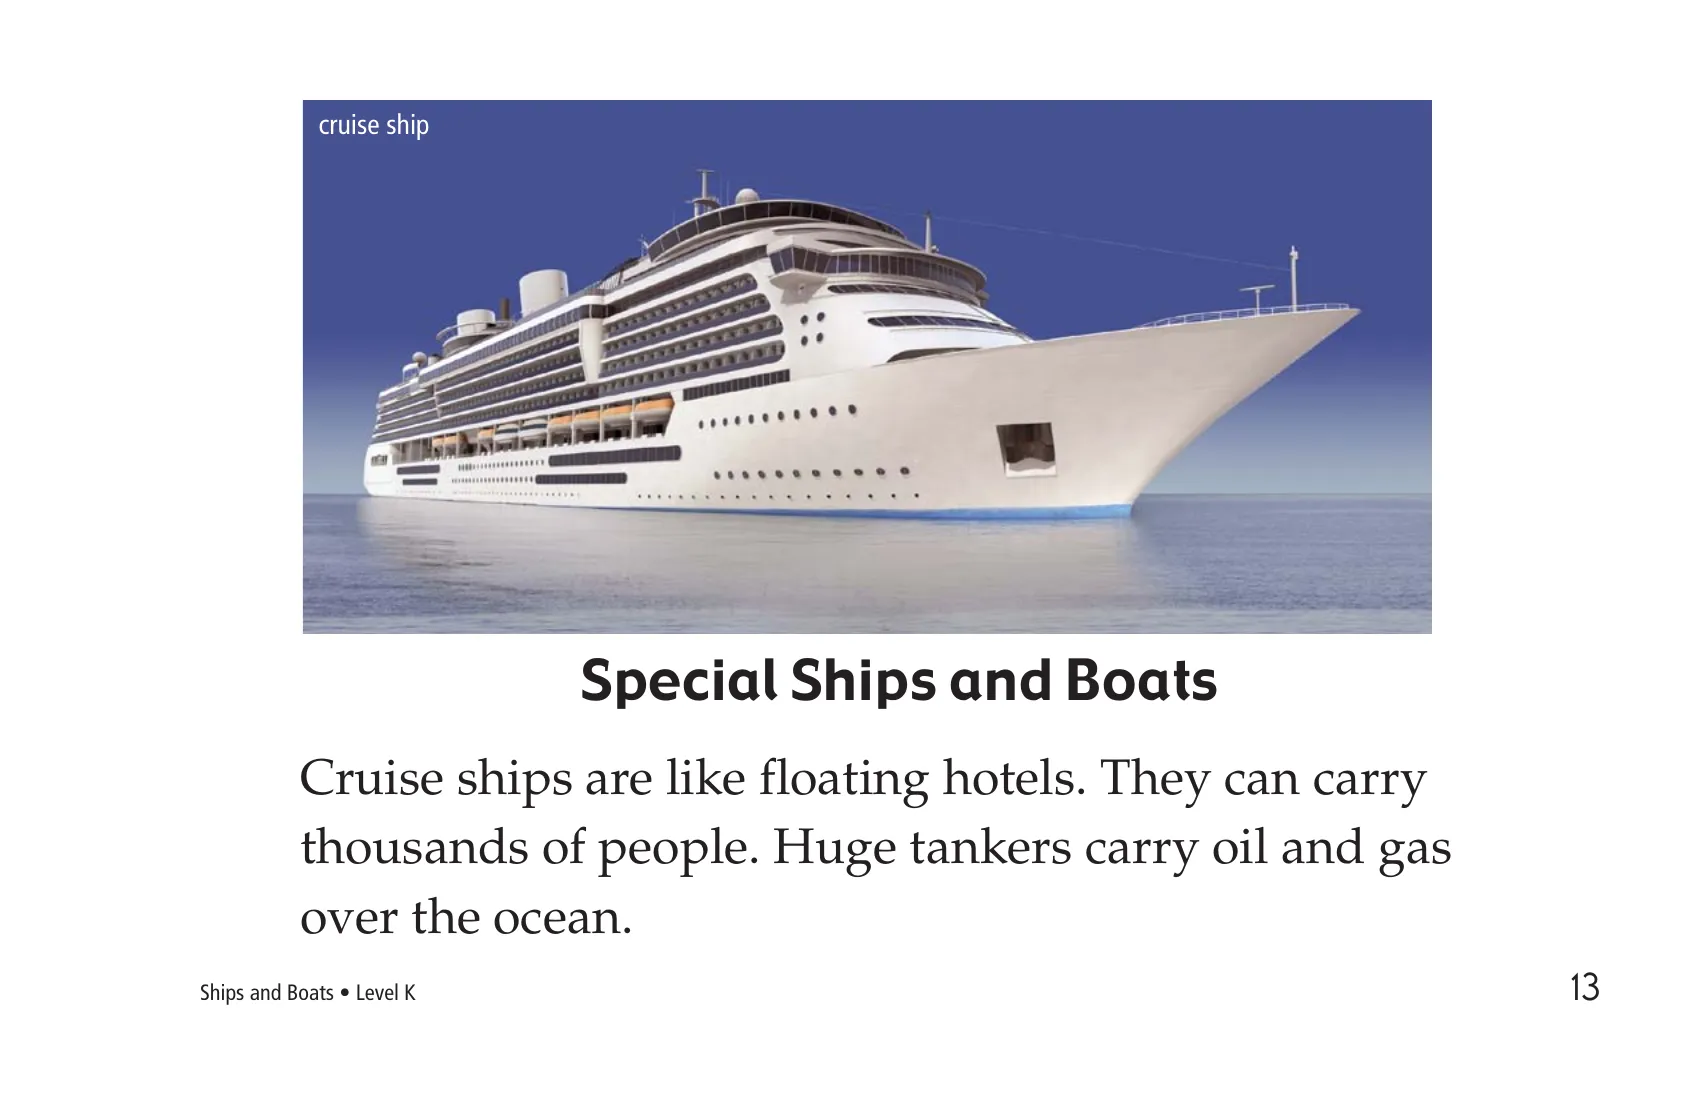 cruise ship
Special Ships and Boats
Cruise ships are like floating hotels. They can carry
thousands of people. Huge tankers carry oil and gas
over the ocean.
Ships and Boats • Level K
13